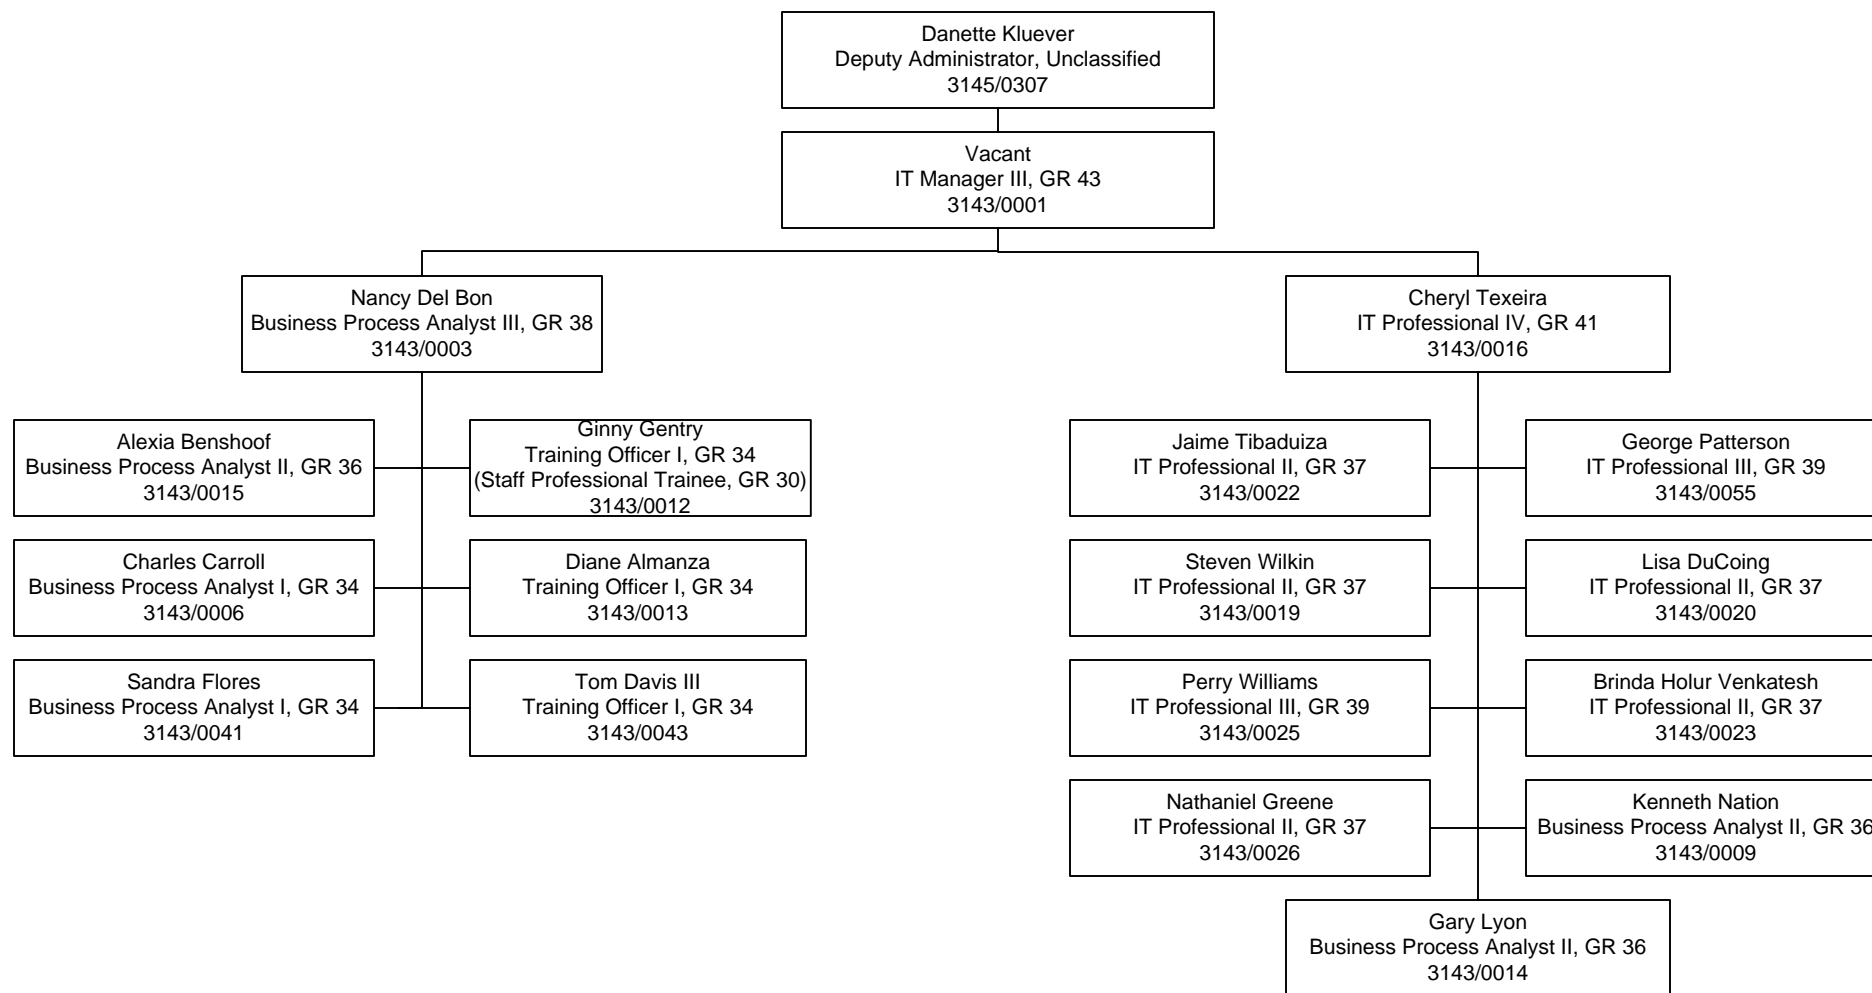 Danette Kluever
Deputy Administrator, Unclassified
3145/0307
Vacant
IT Manager III, GR 43
3143/0001
Nancy Del Bon
Business Process Analyst III, GR 38
3143/0003
Cheryl Texeira
IT Professional IV, GR 41
3143/0016
Alexia Benshoof
Business Process Analyst II, GR 36
3143/0015
Ginny Gentry
Training Officer I, GR 34
(Staff Professional Trainee, GR 30)
3143/0012
Jaime Tibaduiza
IT Professional II, GR 37
3143/0022
George Patterson
IT Professional III, GR 39
3143/0055
Charles Carroll
Business Process Analyst I, GR 34
3143/0006
Diane Almanza
Training Officer I, GR 34
3143/0013
Steven Wilkin
IT Professional II, GR 37
3143/0019
Lisa DuCoing
IT Professional II, GR 37
3143/0020
Sandra Flores
Business Process Analyst I, GR 34
3143/0041
Tom Davis III
Training Officer I, GR 34
3143/0043
Perry Williams
IT Professional III, GR 39
3143/0025
Brinda Holur Venkatesh
IT Professional II, GR 37
3143/0023
Nathaniel Greene
IT Professional II, GR 37
3143/0026
Kenneth Nation
Business Process Analyst II, GR 36
3143/0009
Gary Lyon
Business Process Analyst II, GR 36
3143/0014